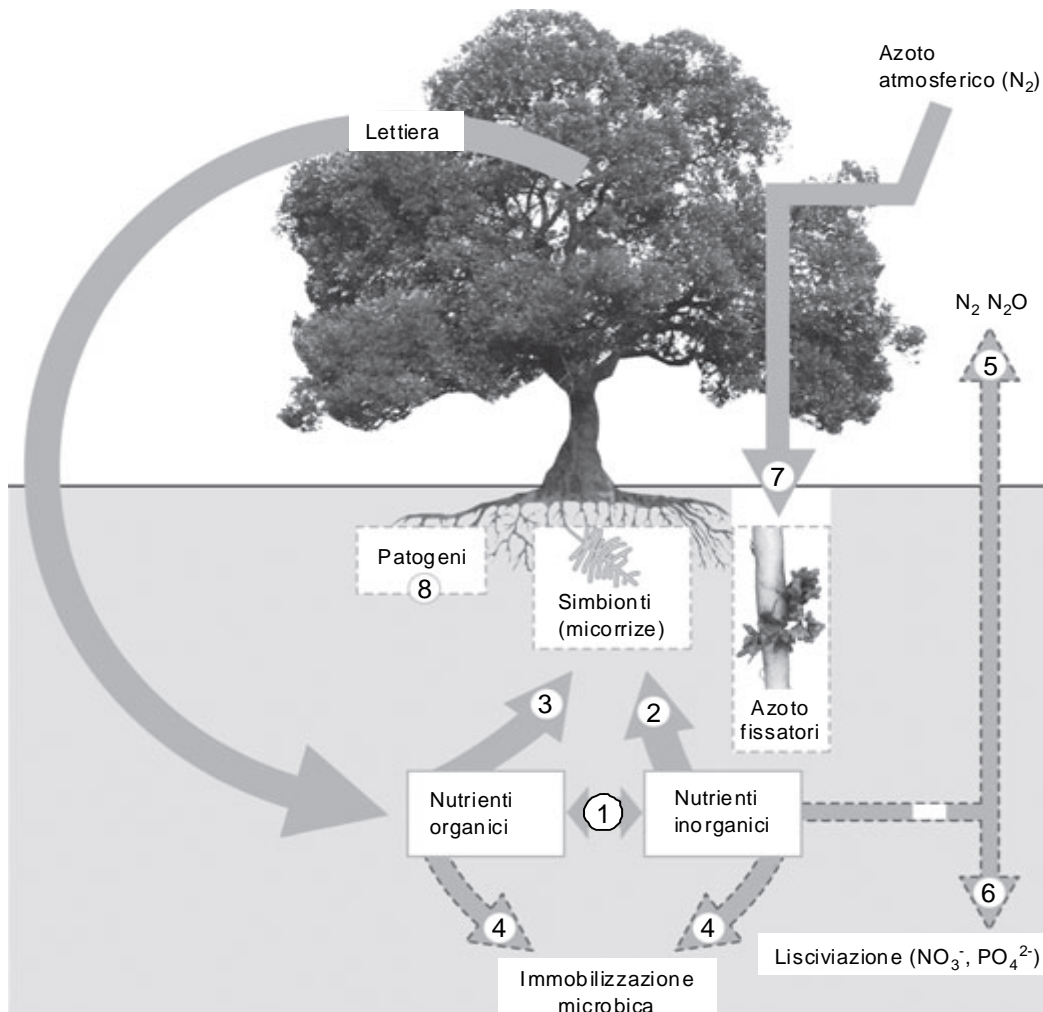 Azoto
atmosferico (N₂)
Lettiera
N₂ N₂O
5
7
Patogeni
8
Simbionti
(micorrize)
Azoto
fissatori
3
2
Nutrienti
organici
1
Nutrienti
inorganici
4
4
6
Lisciviazione (NO₃⁻, PO₄²⁻)
Immobilizzazione
microbica